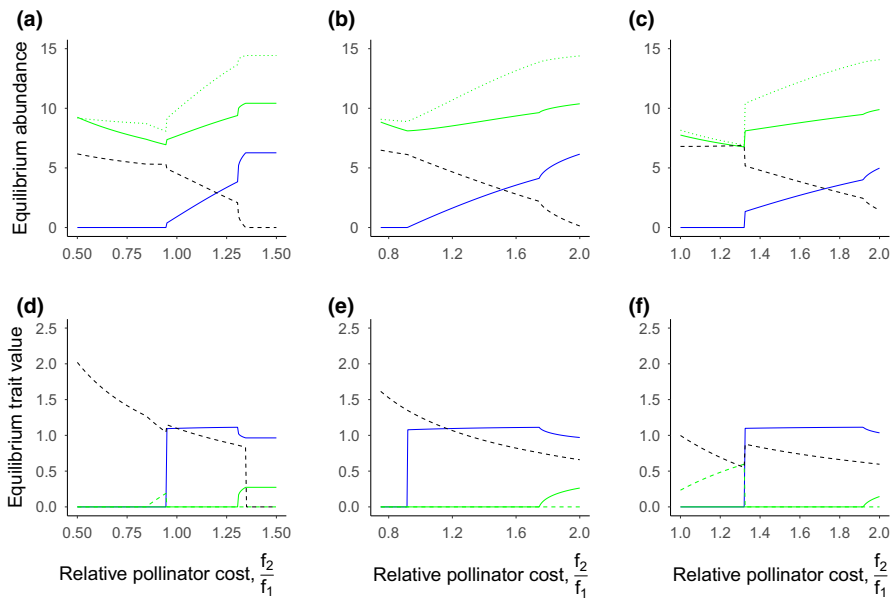 (a)
(b)
(c)
Equilibrium abundance
15
10
5
0
0.50 0.75 1.00 1.25 1.50
15
10
5
0
0.8 1.2 1.6 2.0
15
10
5
0
1.0 1.2 1.4 1.6 1.8 2.0
(d)
(e)
(f)
Equilibrium trait value
2.5
2.0
1.5
1.0
0.5
0.0
0.50 0.75 1.00 1.25 1.50
2.5
2.0
1.5
1.0
0.5
0.0
0.8 1.2 1.6 2.0
2.5
2.0
1.5
1.0
0.5
0.0
1.0 1.2 1.4 1.6 1.8 2.0
Relative pollinator cost, f₂/f₁
Relative pollinator cost, f₂/f₁
Relative pollinator cost, f₂/f₁